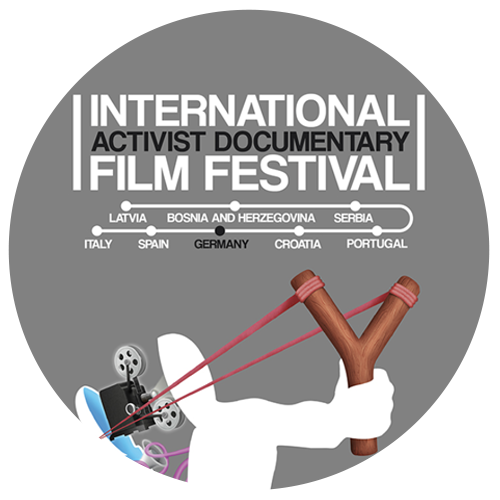 INTERNATIONAL
ACTIVIST DOCUMENTARY
FILM FESTIVAL
LATVIA BOSNIA AND HERZEGOVINA SERBIA
ITALY SPAIN GERMANY CROATIA PORTUGAL